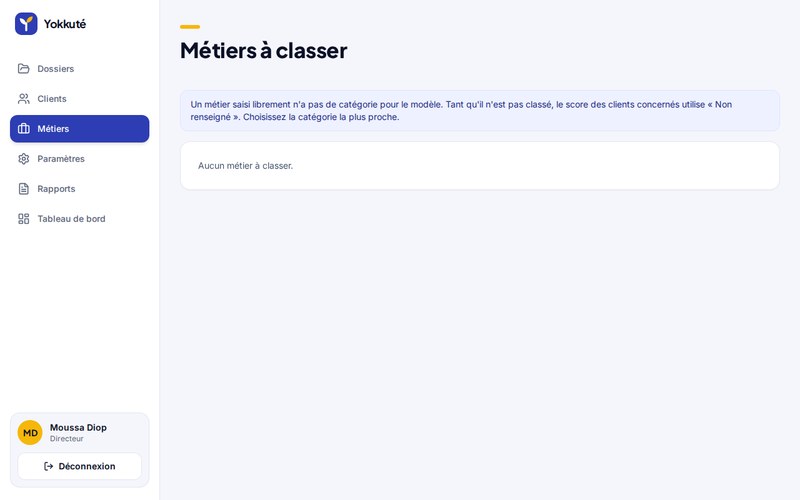 Yokkuté
Dossiers
Clients
Métiers
Paramètres
Rapports
Tableau de bord
MD
Moussa Diop
Directeur
Déconnexion
Métiers à classer
Un métier saisi librement n'a pas de catégorie pour le modèle. Tant qu'il n'est pas classé, le score des clients concernés utilise « Non
renseigné ». Choisissez la catégorie la plus proche.
Aucun métier à classer.